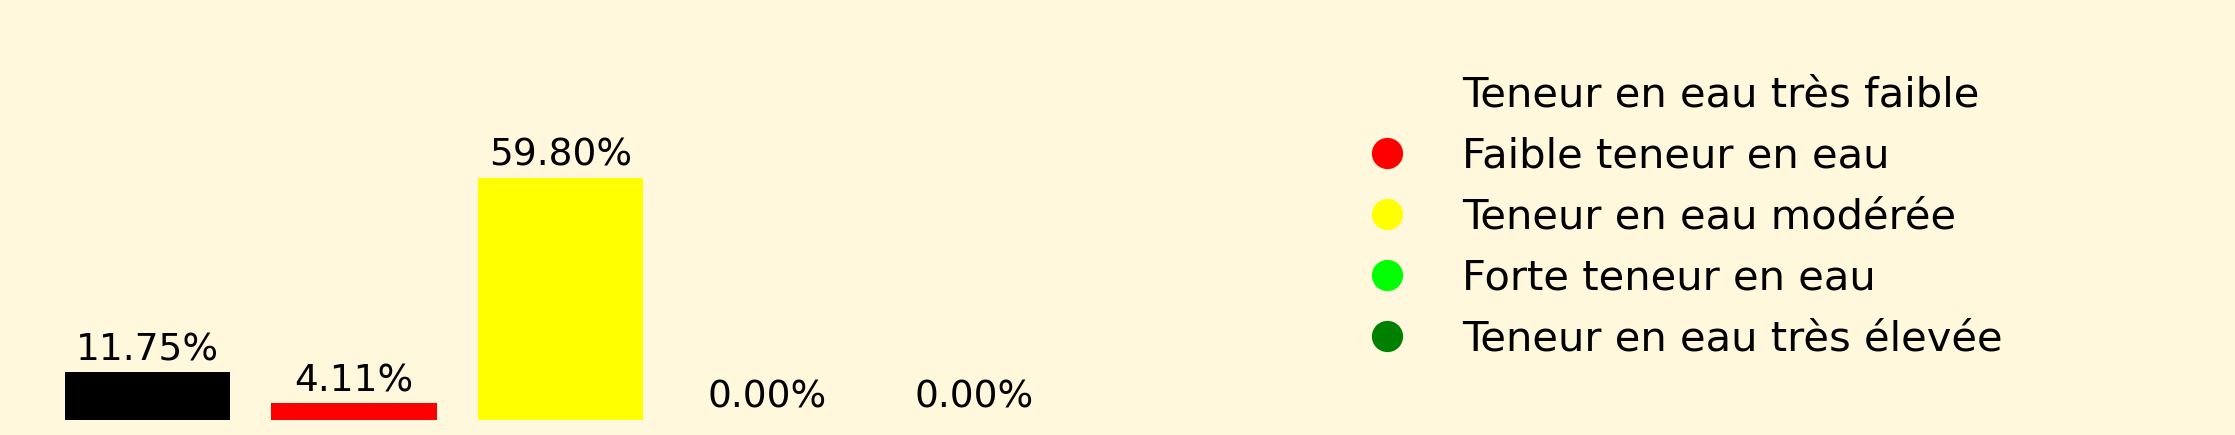 11.75%
4.11%
59.80%
0.00%
0.00%
Teneur en eau très faible
Faible teneur en eau
Teneur en eau modérée
Forte teneur en eau
Teneur en eau très élevée